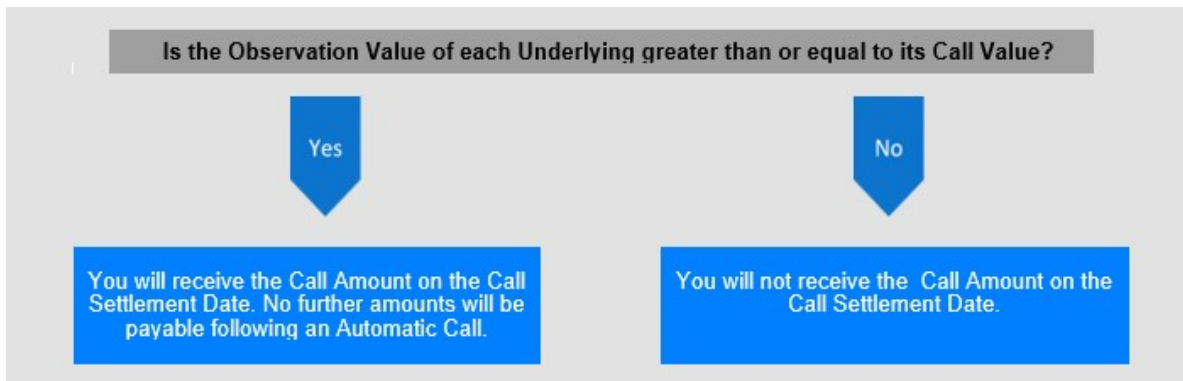 Is the Observation Value of each Underlying greater than or equal to its Call Value?
Yes
No
You will receive the Call Amount on the Call
Settlement Date. No further amounts will be
payable following an Automatic Call.
You will not receive the Call Amount on the
Call Settlement Date.